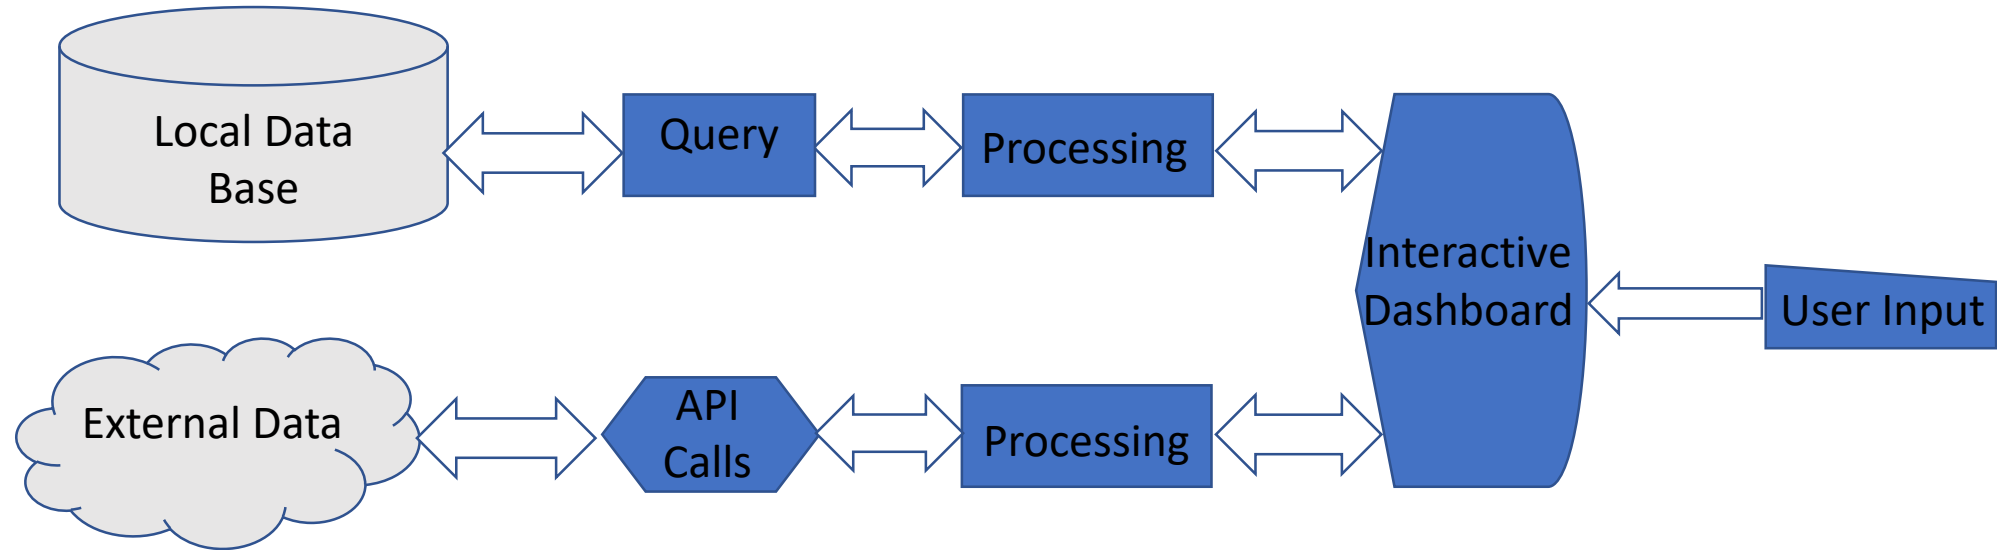 Local Data
Base
Query
Processing
Interactive
Dashboard
User Input
External Data
API
Calls
Processing